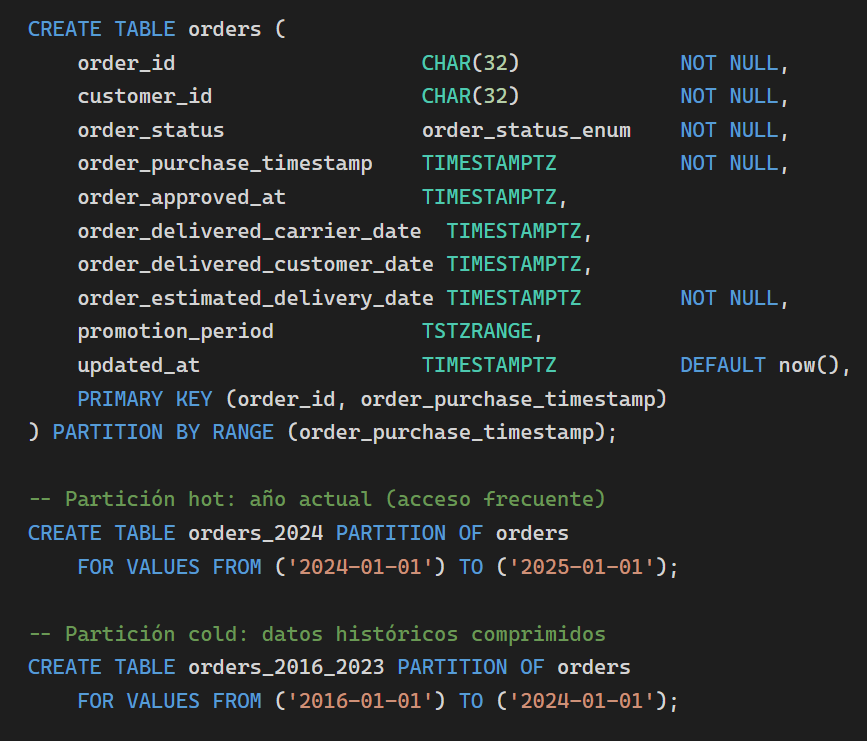 CREATE TABLE orders (
    order_id                    CHAR(32)             NOT NULL,
    customer_id                 CHAR(32)             NOT NULL,
    order_status                order_status_enum    NOT NULL,
    order_purchase_timestamp    TIMESTAMPTZ          NOT NULL,
    order_approved_at           TIMESTAMPTZ,
    order_delivered_carrier_date  TIMESTAMPTZ,
    order_delivered_customer_date TIMESTAMPTZ,
    order_estimated_delivery_date TIMESTAMPTZ        NOT NULL,
    promotion_period            TSTZRANGE,
    updated_at                  TIMESTAMPTZ          DEFAULT now(),
    PRIMARY KEY (order_id, order_purchase_timestamp)
) PARTITION BY RANGE (order_purchase_timestamp);
-- Partición hot: año actual (acceso frecuente)
CREATE TABLE orders_2024 PARTITION OF orders
    FOR VALUES FROM ('2024-01-01') TO ('2025-01-01');
-- Partición cold: datos históricos comprimidos
CREATE TABLE orders_2016_2023 PARTITION OF orders
    FOR VALUES FROM ('2016-01-01') TO ('2024-01-01');